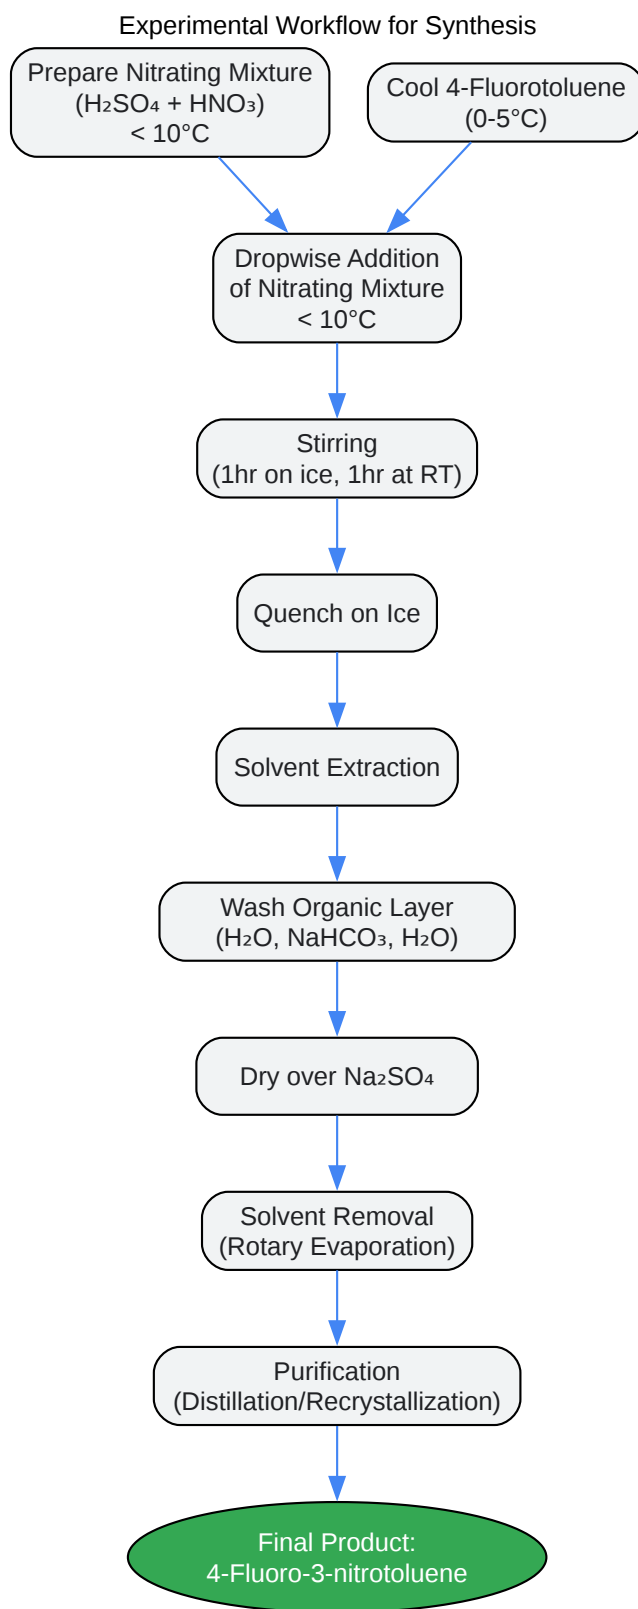 Experimental Workflow for Synthesis
Prepare Nitrating Mixture
(H₂SO₄ + HNO₃)
< 10°C
Cool 4-Fluorotoluene
(0-5°C)
Dropwise Addition
of Nitrating Mixture
< 10°C
Stirring
(1hr on ice, 1hr at RT)
Quench on Ice
Solvent Extraction
Wash Organic Layer
(H₂O, NaHCO₃, H₂O)
Dry over Na₂SO₄
Solvent Removal
(Rotary Evaporation)
Purification
(Distillation/Recrystallization)
Final Product:
4-Fluoro-3-nitrotoluene